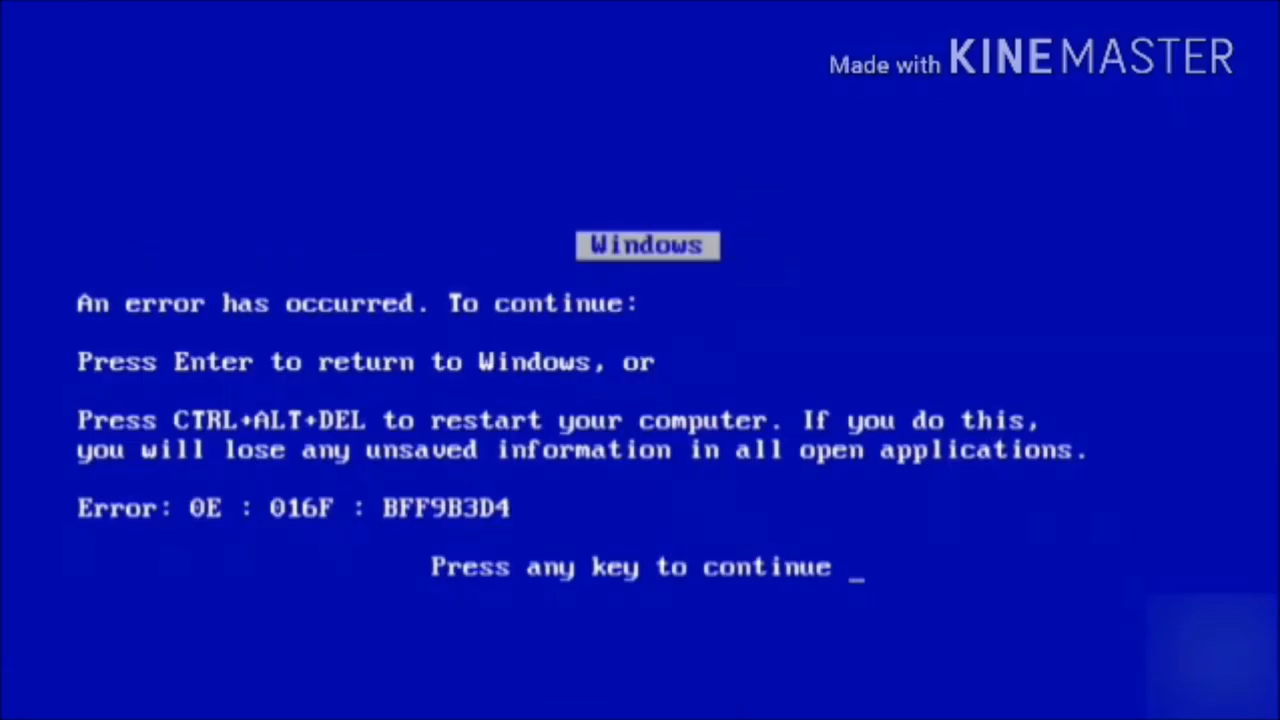 Made with KINEMASTER
Windows
An error has occurred. To continue:
Press Enter to return to Windows, or
Press CTRL+ALT+DEL to restart your computer. If you do this,
you will lose any unsaved information in all open applications.
Error: 0E : 016F : BFF9B3D4
Press any key to continue _